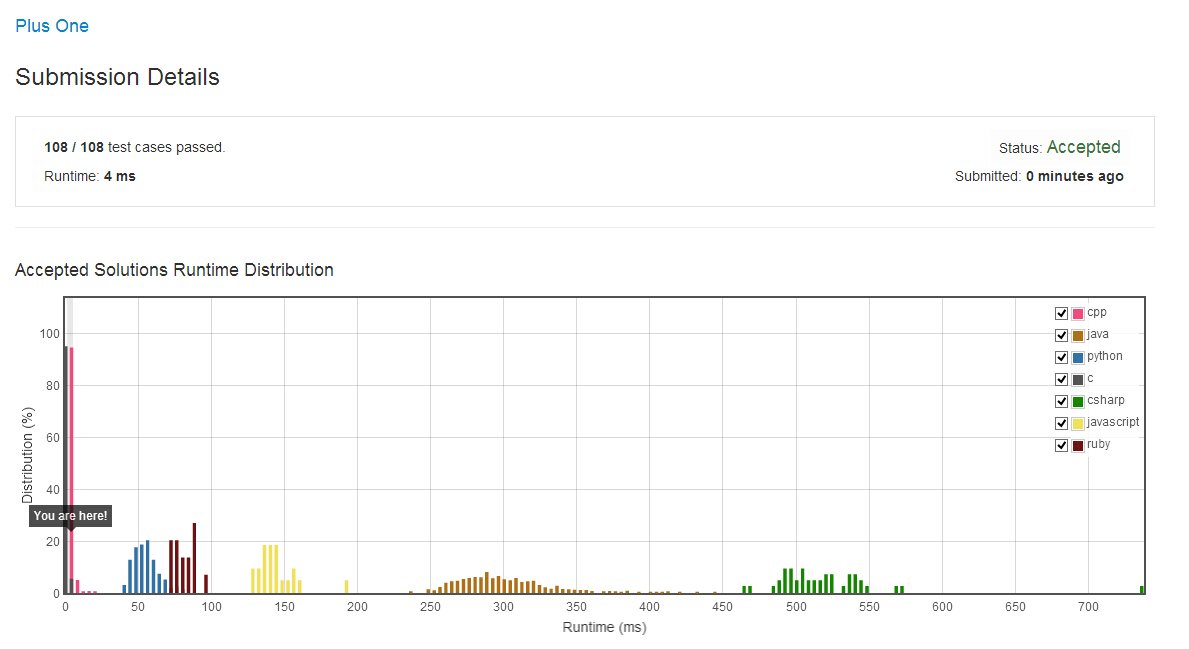 Plus One
Submission Details
108 / 108 test cases passed.
Status: Accepted
Runtime: 4 ms
Submitted: 0 minutes ago
Accepted Solutions Runtime Distribution
cpp
java
python
c
csharp
javascript
ruby
Distribution (%)
100
80
60
40
20
0
You are here!
0 50 100 150 200 250 300 350 400 450 500 550 600 650 700
Runtime (ms)